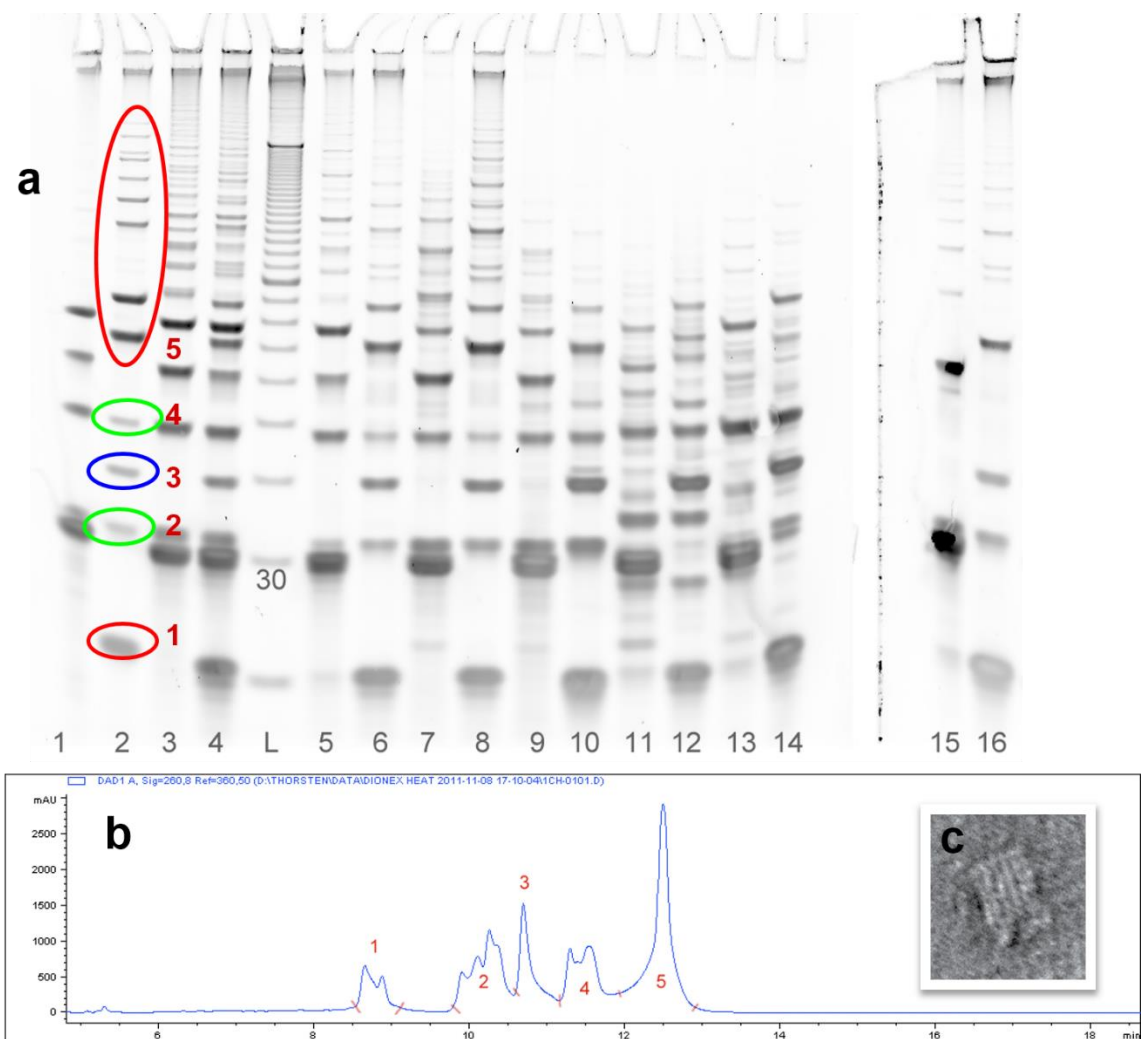 a
5
4
3
2
1
30
1 2 3 4 L 5 6 7 8 9 10 11 12 13 14 15 16
DAD1 A, Sig=260,8 Ref=360,50 (D:\THORSTEN\DATA\DIONEX HEAT 2011-11-08 17-10-04\1CH-0101.D)
mAU
b
c
2500
2000
1500
1000
500
0
1
2
3
4
5
6 8 10 12 14 16 18 min